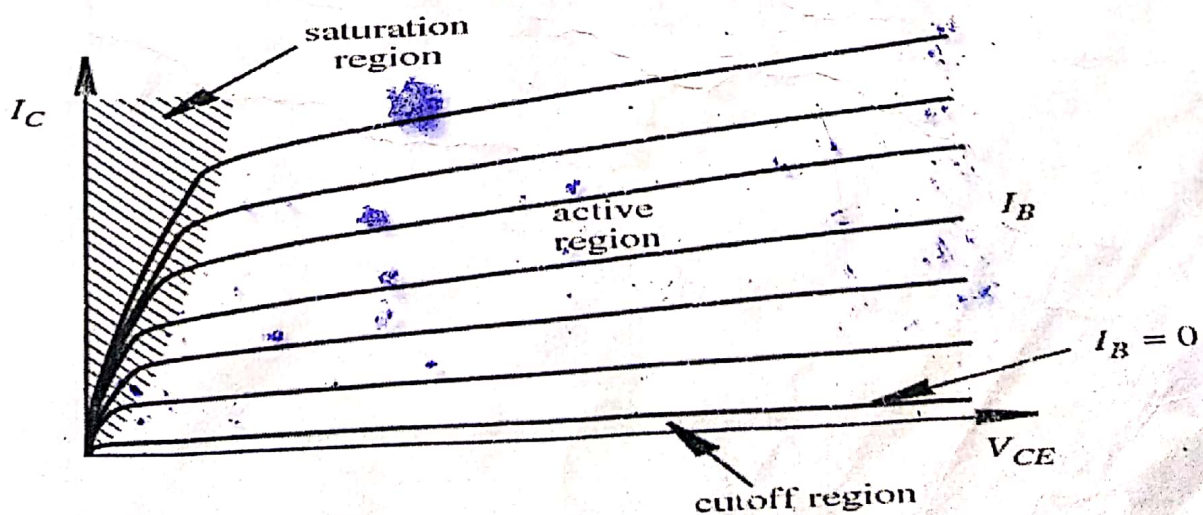 saturation
region
I_C
active
region
I_B
I_B = 0
V_CE
cutoff region